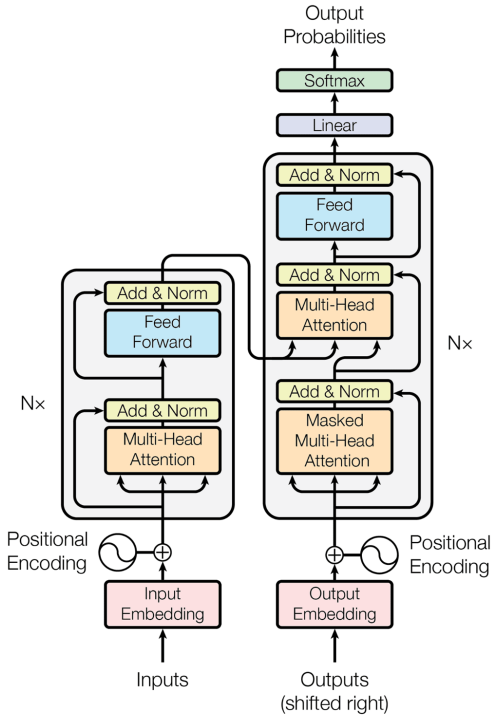 Output
Probabilities
Softmax
Linear
Add & Norm
Feed
Forward
Add & Norm
Multi-Head
Attention
Add & Norm
Masked
Multi-Head
Attention
N×
Add & Norm
Feed
Forward
Add & Norm
Multi-Head
Attention
N×
Positional
Encoding
Positional
Encoding
Input
Embedding
Output
Embedding
Inputs
Outputs
(shifted right)